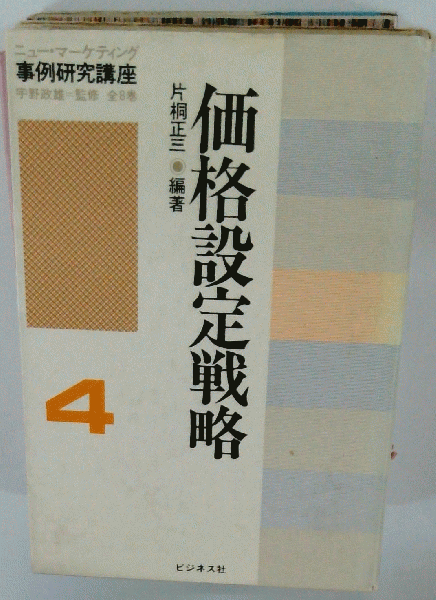 ニュー・マーケティング
事例研究講座
宇野政雄=監修 全8巻
価格設定戦略
片桐正三●編著
4
ビジネス社